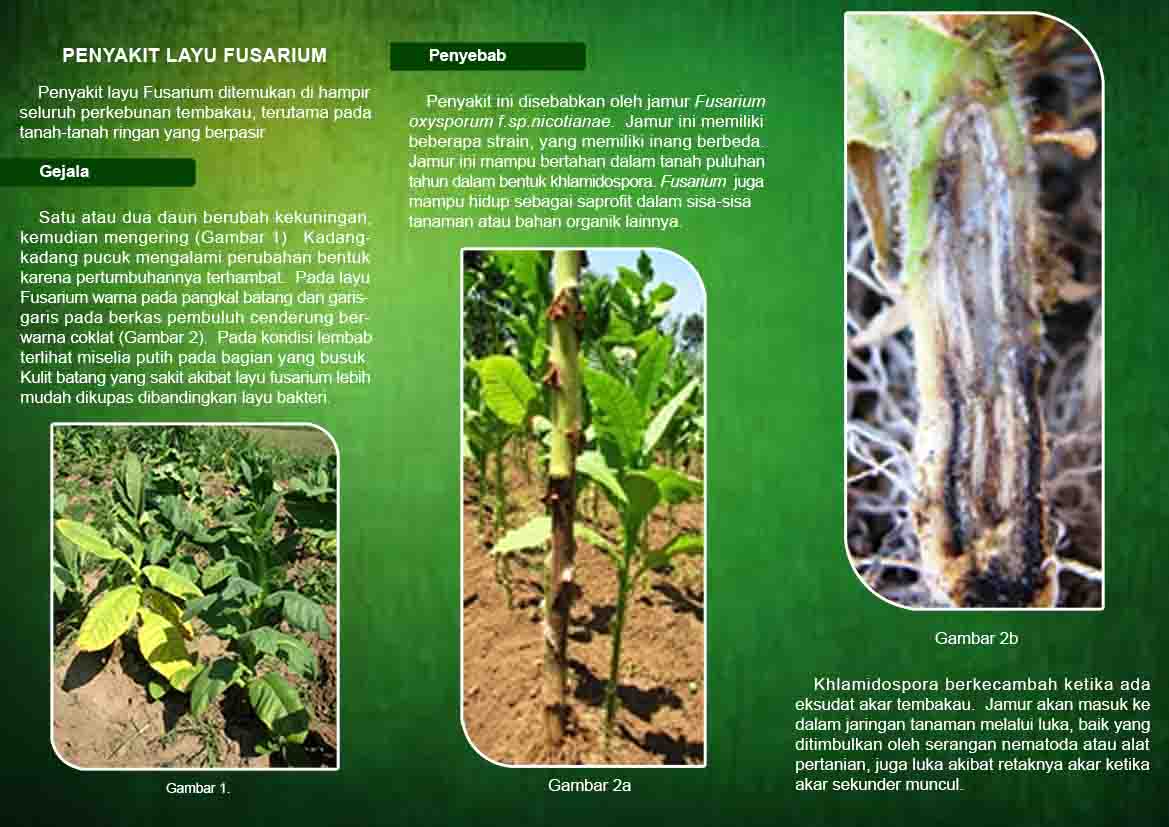 PENYAKIT LAYU FUSARIUM
Penyakit layu Fusarium ditemukan di hampir
seluruh perkebunan tembakau, terutama pada
tanah-tanah ringan yang berpasir
Gejala
Satu atau dua daun berubah kekuningan,
kemudian mengering (Gambar 1) Kadang-
kadang pucuk mengalami perubahan bentuk
karena pertumbuhannya terhambat. Pada layu
Fusarium warna pada pangkal batang dan garis-
garis pada berkas pembuluh cenderung ber-
warna coklat (Gambar 2). Pada kondisi lembab
terlihat miselia putih pada bagian yang busuk.
Kulit batang yang sakit akibat layu fusarium lebih
mudah dikupas dibandingkan layu bakteri.
Gambar 1.
Penyebab
Penyakit ini disebabkan oleh jamur Fusarium
oxysporum f.sp.nicotianae. Jamur ini memiliki
beberapa strain, yang memiliki inang berbeda.
Jamur ini mampu bertahan dalam tanah puluhan
tahun dalam bentuk khlamidospora. Fusarium juga
mampu hidup sebagai saprofit dalam sisa-sisa
tanaman atau bahan organik lainnya.
Gambar 2a
Gambar 2b
Khlamidospora berkecambah ketika ada
eksudat akar tembakau. Jamur akan masuk ke
dalam jaringan tanaman melalui luka, baik yang
ditimbulkan oleh serangan nematoda atau alat
pertanian, juga luka akibat retaknya akar ketika
akar sekunder muncul.